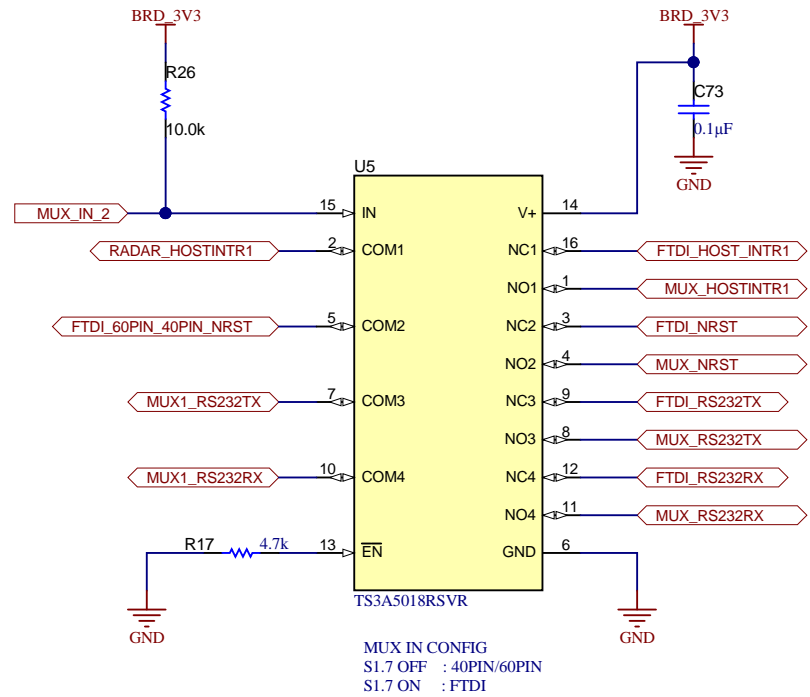 BRD_3V3
BRD_3V3
R26
10.0k
C73
0.1µF
GND
U5
MUX_IN_2
15
IN
V+
14
RADAR_HOSTINTR1
2
COM1
NC1
16
FTDI_HOST_INTR1
NO1
1
MUX_HOSTINTR1
FTDI_60PIN_40PIN_NRST
5
COM2
NC2
3
FTDI_NRST
NO2
4
MUX_NRST
MUX1_RS232TX
7
COM3
NC3
9
FTDI_RS232TX
NO3
8
MUX_RS232TX
MUX1_RS232RX
10
COM4
NC4
12
FTDI_RS232RX
NO4
11
MUX_RS232RX
R17
4.7k
13
EN
GND
6
GND
TS3A5018RSVR
GND
MUX IN CONFIG
S1.7 OFF : 40PIN/60PIN
S1.7 ON : FTDI